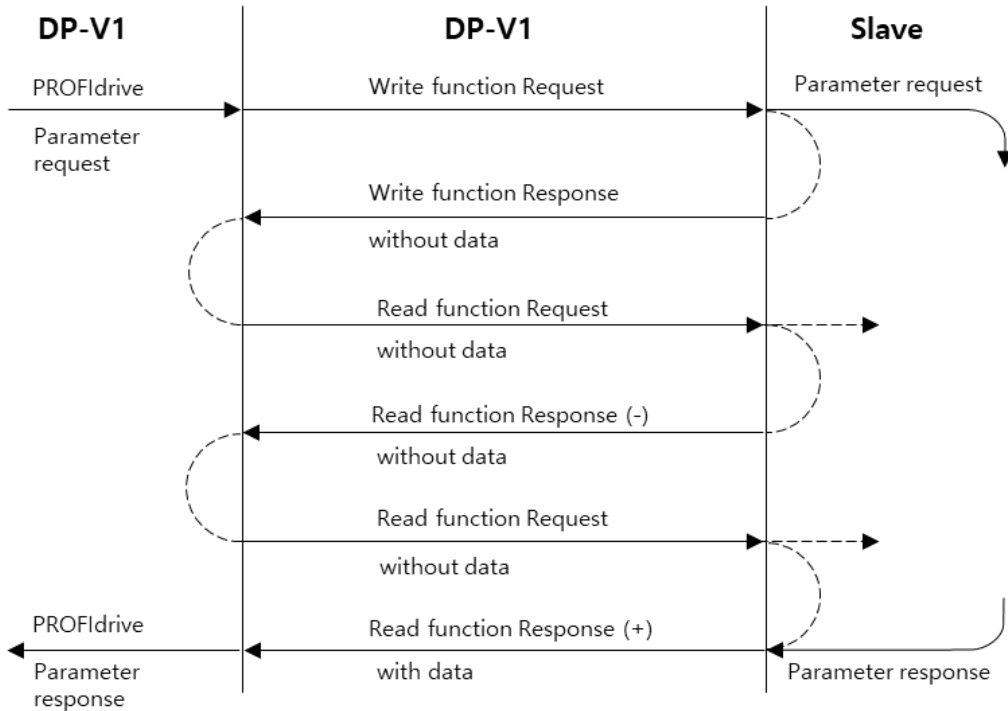 DP-V1
DP-V1
Slave
PROFIdrive
Write function Request
Parameter request
Parameter
request
Write function Response
without data
Read function Request
without data
Read function Response (-)
without data
Read function Request
without data
PROFIdrive
Read function Response (+)
Parameter
response
with data
Parameter response